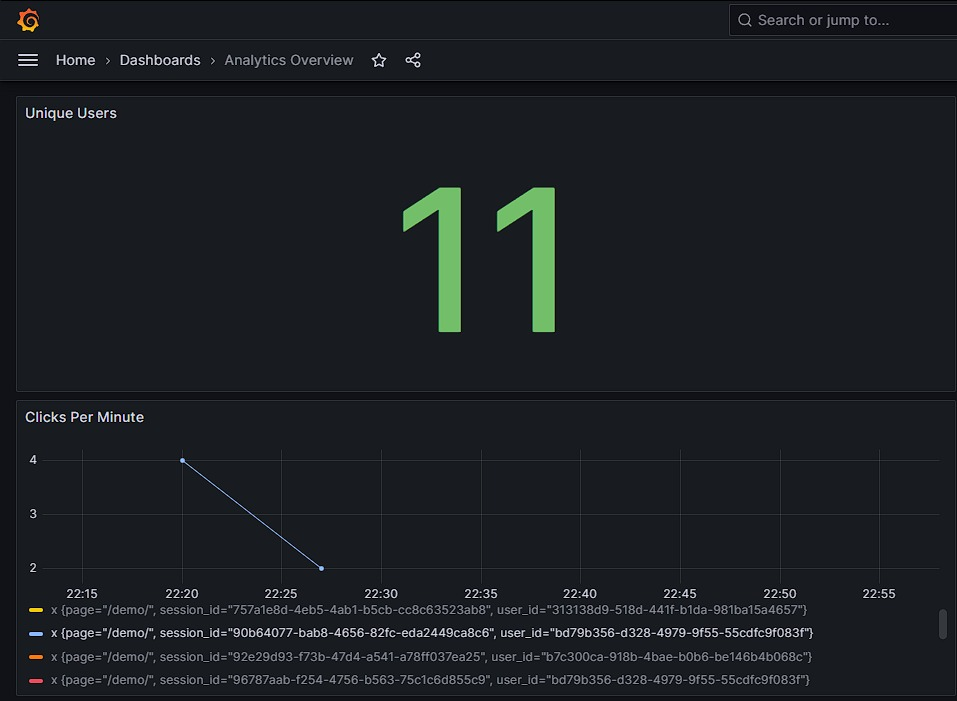 Search or jump to...
Home › Dashboards › Analytics Overview
Unique Users
11
Clicks Per Minute
4
3
2
22:15 22:20 22:25 22:30 22:35 22:40 22:45 22:50 22:55
x {page="/demo/", session_id="757a1e8d-4eb5-4ab1-b5cb-cc8c63523ab8", user_id="313138d9-518d-441f-b1da-981ba15a4657"}
x {page="/demo/", session_id="90b64077-bab8-4656-82fc-eda2449ca8c6", user_id="bd79b356-d328-4979-9f55-55cdfc9f083f"}
x {page="/demo/", session_id="92e29d93-f73b-47d4-a541-a78ff037ea25", user_id="b7c300ca-918b-4bae-b0b6-be146b4b068c"}
x {page="/demo/", session_id="96787aab-f254-4756-b563-75c1c6d855c9", user_id="bd79b356-d328-4979-9f55-55cdfc9f083f"}